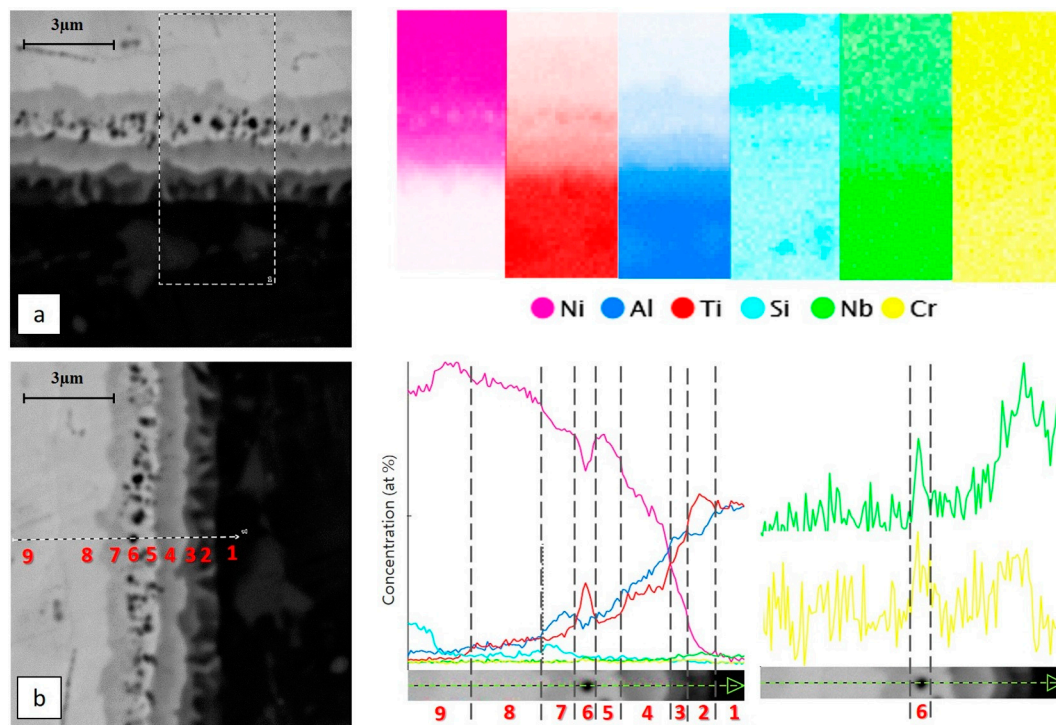 3μm
a
Ni Al Ti Si Nb Cr
3μm
9 8 7 6 5 4 3 2 1
b
Concentration (at %)
9 8 7 6 5 4 3 2 1
6